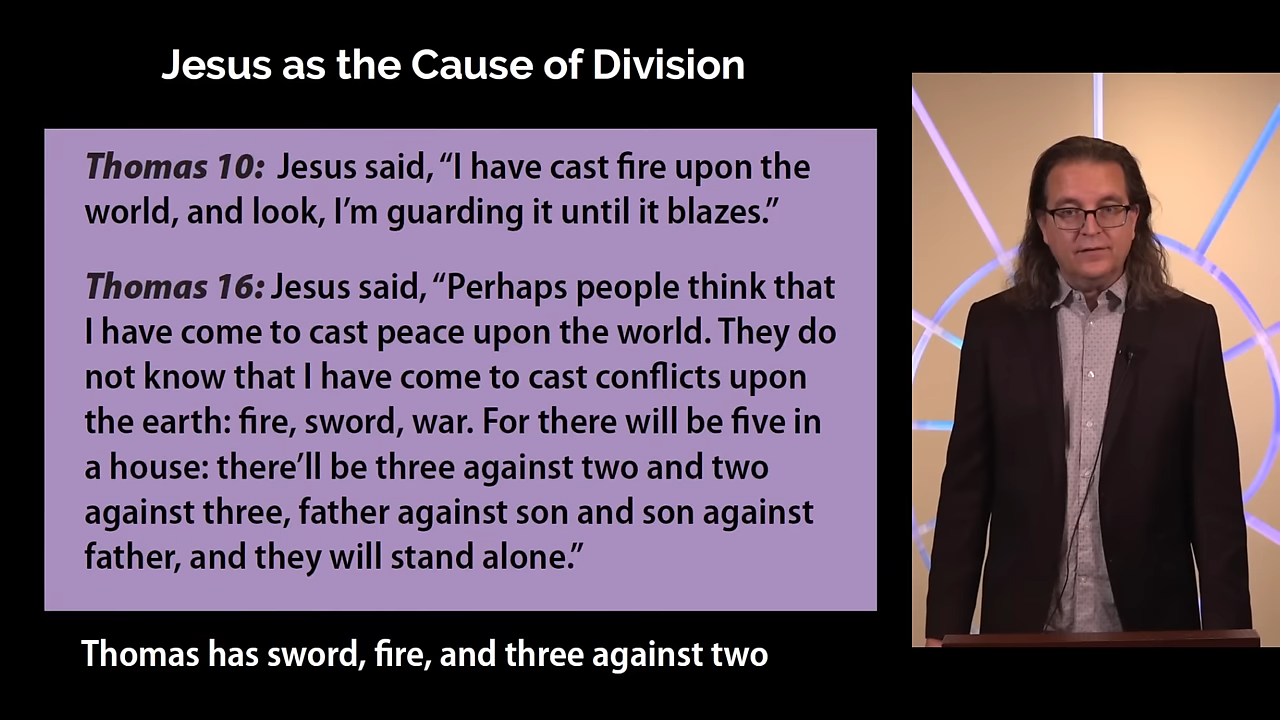 Jesus as the Cause of Division
Thomas 10: Jesus said, “I have cast fire upon the
world, and look, I’m guarding it until it blazes.”
Thomas 16: Jesus said, “Perhaps people think that
I have come to cast peace upon the world. They do
not know that I have come to cast conflicts upon
the earth: fire, sword, war. For there will be five in
a house: there’ll be three against two and two
against three, father against son and son against
father, and they will stand alone.”
Thomas has sword, fire, and three against two